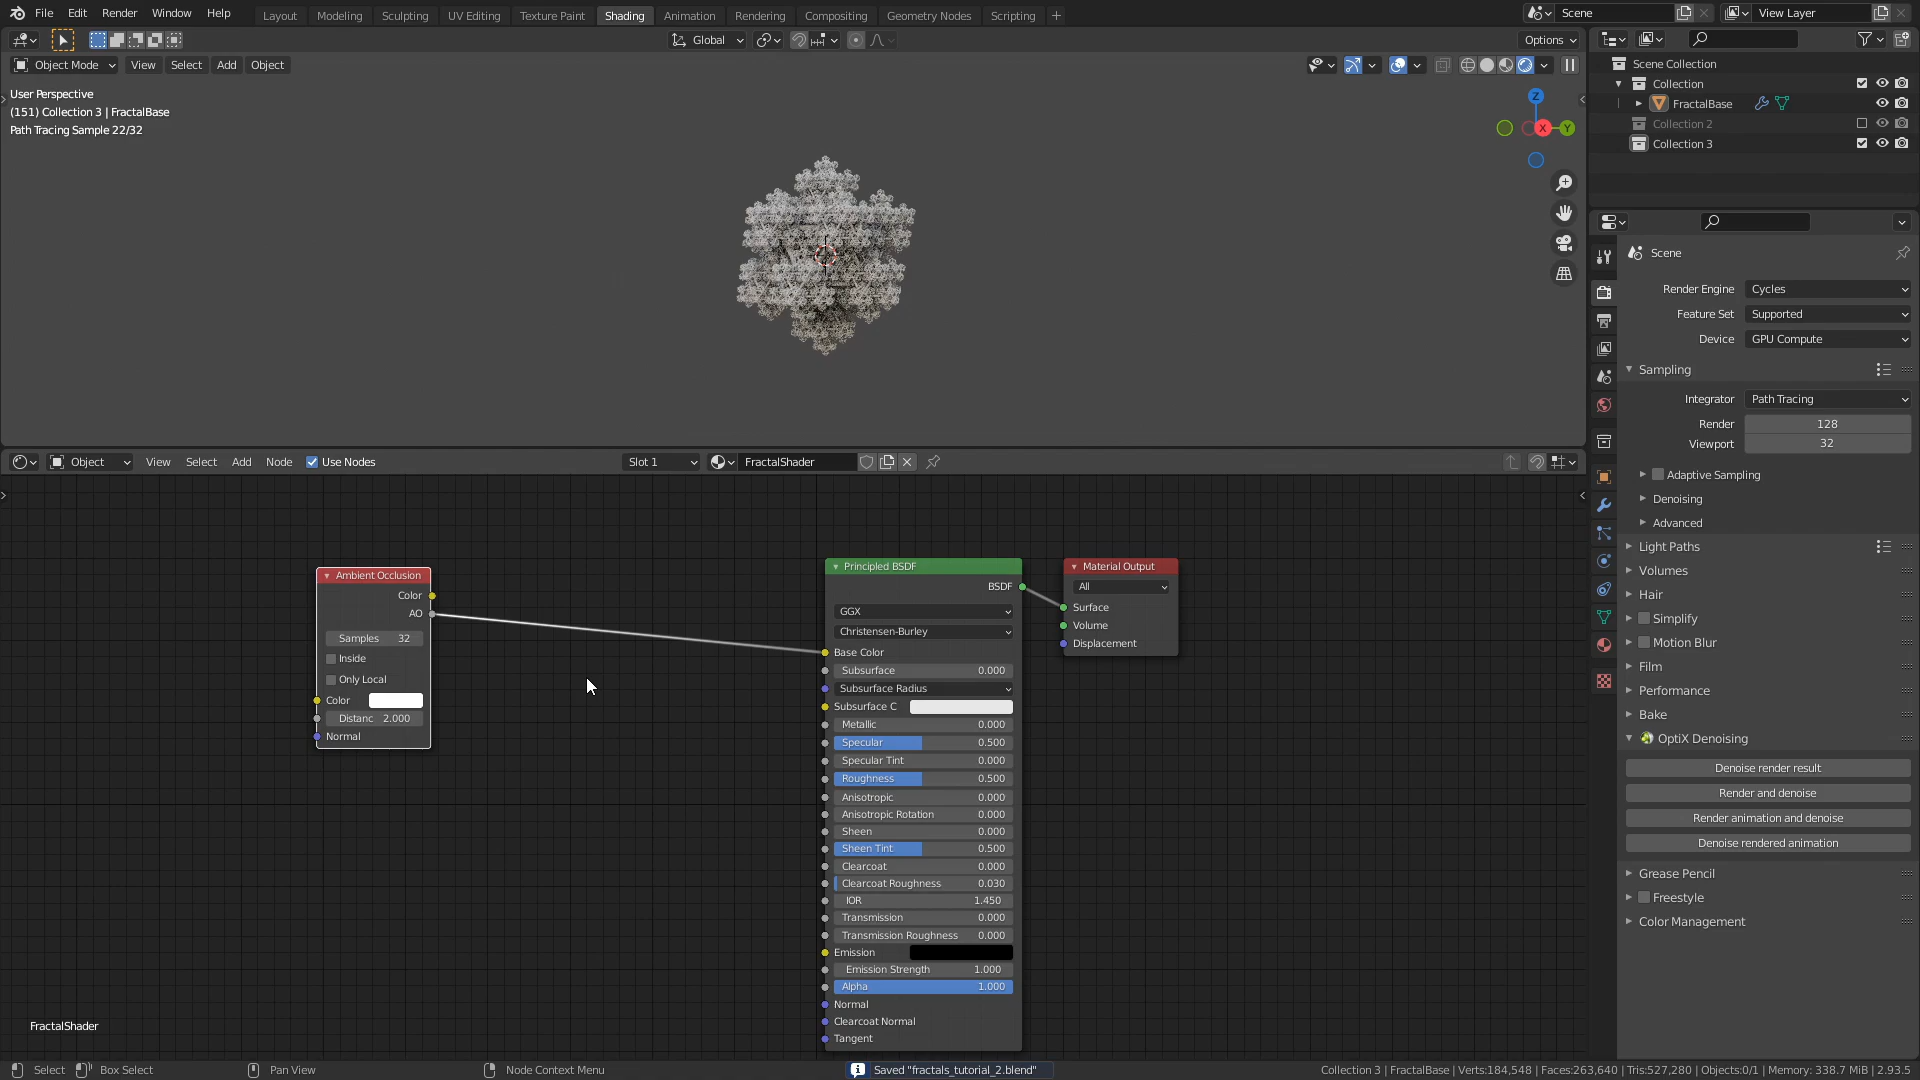 File Edit Render Window Help Layout Modeling Sculpting UV Editing Texture Paint Shading Animation Rendering Compositing Geometry Nodes Scripting + Scene View Layer
Global Options
Object Mode View Select Add Object
User Perspective
(151) Collection 3 | FractalBase
Path Tracing Sample 22/32
Z
X
Y
Scene Collection
Collection
FractalBase
Collection 2
Collection 3
Scene
Render Engine Cycles
Feature Set Supported
Device GPU Compute
Sampling
Integrator Path Tracing
Render 128
Viewport 32
Adaptive Sampling
Denoising
Advanced
Light Paths
Volumes
Hair
Simplify
Motion Blur
Film
Performance
Bake
OptiX Denoising
Denoise render result
Render and denoise
Render animation and denoise
Denoise rendered animation
Grease Pencil
Freestyle
Color Management
Object View Select Add Node Use Nodes Slot 1 FractalShader
Ambient Occlusion
Color
AO
Samples 32
Inside
Only Local
Color
Distanc 2.000
Normal
Principled BSDF
BSDF
GGX
Christensen-Burley
Base Color
Subsurface 0.000
Subsurface Radius
Subsurface C
Metallic 0.000
Specular 0.500
Specular Tint 0.000
Roughness 0.500
Anisotropic 0.000
Anisotropic Rotation 0.000
Sheen 0.000
Sheen Tint 0.500
Clearcoat 0.000
Clearcoat Roughness 0.030
IOR 1.450
Transmission 0.000
Transmission Roughness 0.000
Emission
Emission Strength 1.000
Alpha 1.000
Normal
Clearcoat Normal
Tangent
Material Output
All
Surface
Volume
Displacement
FractalShader
Select Box Select Pan View Node Context Menu Saved "fractals_tutorial_2.blend" Collection 3 | FractalBase | Verts:184,548 | Faces:263,640 | Tris:527,280 | Objects:0/1 | Memory: 338.7 MiB | 2.93.5